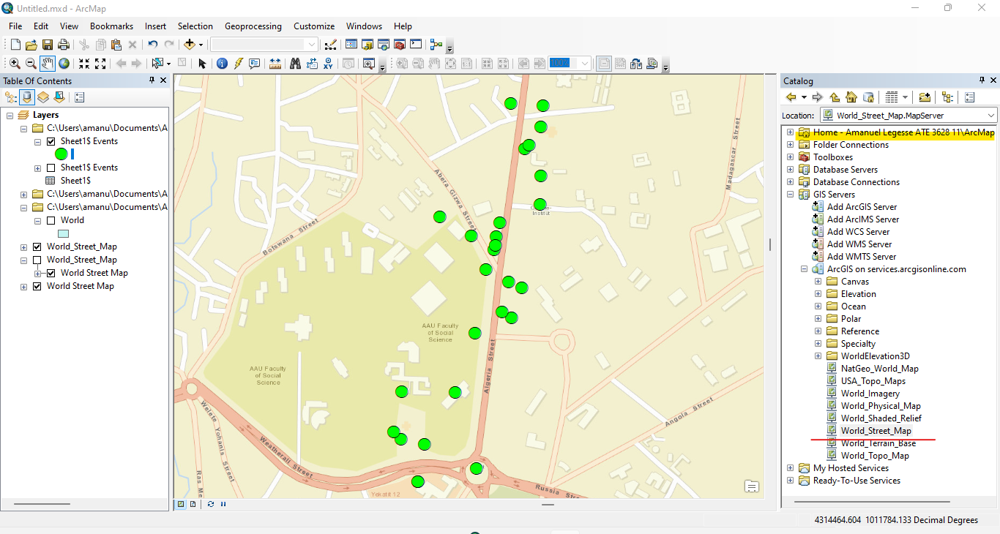 Untitled.mxd - ArcMap
File Edit View Bookmarks Insert Selection Geoprocessing Customize Windows Help
100%
Table Of Contents
Layers
C:\Users\amanu\Documents\A
Sheet1$ Events
Sheet1$ Events
Sheet1$
C:\Users\amanu\Documents\A
C:\Users\amanu\Documents\A
World
World_Street_Map
World_Street_Map
World Street Map
World Street Map
Madagascar Street
Abera Gizwa Street
Institut
Botswana Street
AAU Faculty
of Social
Science
AAU Faculty
of Social
Science
Algeria Street
Angola Street
Welete Yohanis Street
Weatherall Street
Ras Me
Russia Str
Yekatit 12
Catalog
Location: World_Street_Map.MapServer
Home - Amanuel Legesse ATE 3628 11\ArcMap
Folder Connections
Toolboxes
Database Servers
Database Connections
GIS Servers
Add ArcGIS Server
Add ArcIMS Server
Add WCS Server
Add WMS Server
Add WMTS Server
ArcGIS on services.arcgisonline.com
Canvas
Elevation
Ocean
Polar
Reference
Specialty
WorldElevation3D
NatGeo_World_Map
USA_Topo_Maps
World_Imagery
World_Physical_Map
World_Shaded_Relief
World_Street_Map
World_Terrain_Base
World_Topo_Map
My Hosted Services
Ready-To-Use Services
4314464.604 1011784.133 Decimal Degrees